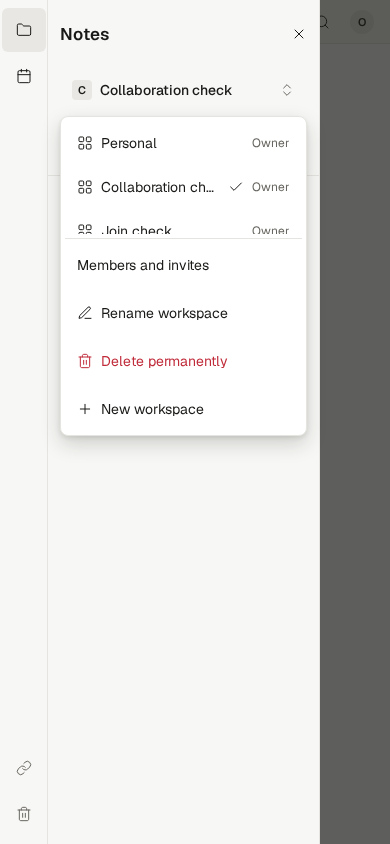 Notes
O
C Collaboration check
Personal Owner
Collaboration ch... Owner
Join check Owner
Members and invites
Rename workspace
Delete permanently
New workspace